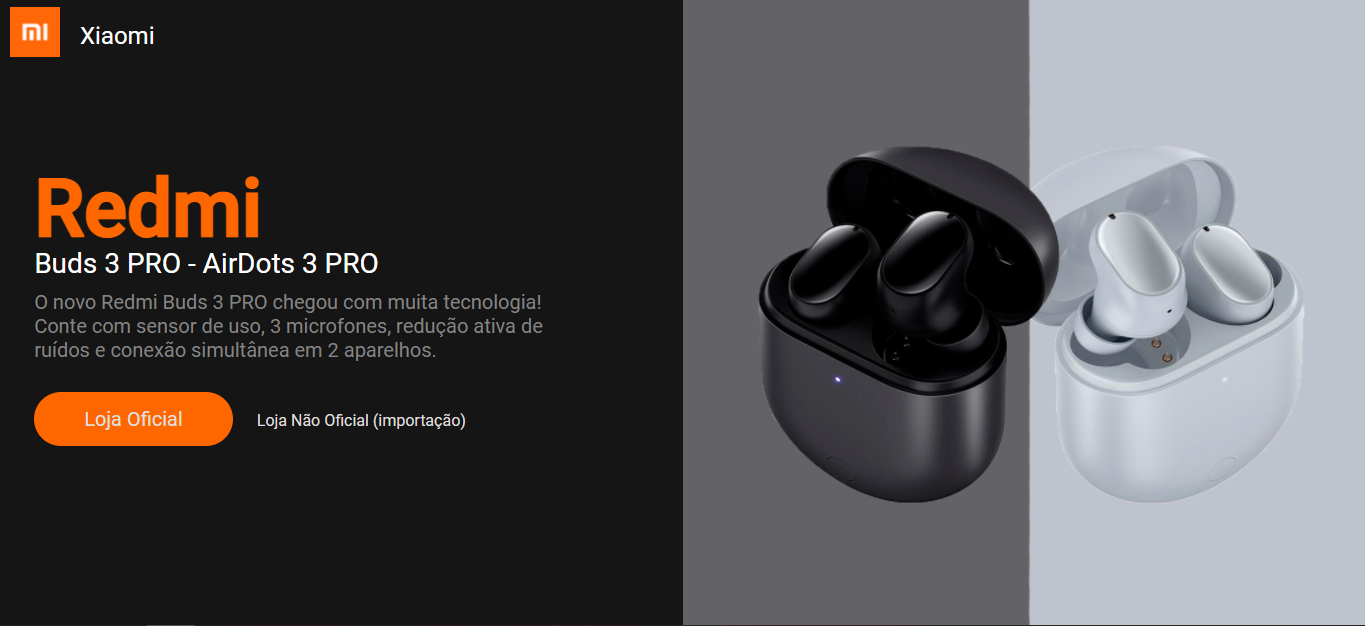 mi
Xiaomi
Redmi
Buds 3 PRO - AirDots 3 PRO
O novo Redmi Buds 3 PRO chegou com muita tecnologia!
Conte com sensor de uso, 3 microfones, redução ativa de
ruídos e conexão simultânea em 2 aparelhos.
Loja Oficial
Loja Não Oficial (importação)